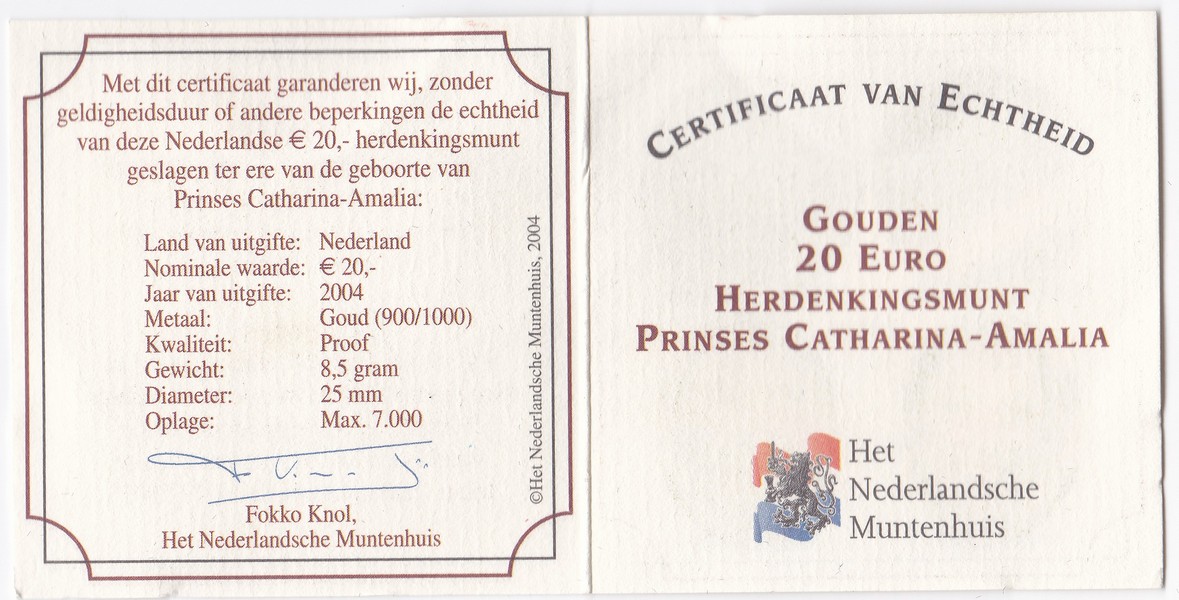 Met dit certificaat garanderen wij, zonder
geldigheidsduur of andere beperkingen de echtheid
van deze Nederlandse € 20,- herdenkingsmunt
geslagen ter ere van de geboorte van
Prinses Catharina-Amalia:
Land van uitgifte: Nederland
Nominale waarde: € 20,-
Jaar van uitgifte: 2004
Metaal: Goud (900/1000)
Kwaliteit: Proof
Gewicht: 8,5 gram
Diameter: 25 mm
Oplage: Max. 7.000
Fokko Knol,
Het Nederlandsche Muntenhuis
©Het Nederlandsche Muntenhuis, 2004
CERTIFICAAT VAN ECHTHEID
GOUDEN
20 EURO
HERDENKINGSMUNT
PRINSES CATHARINA-AMALIA
Het
Nederlandsche
Muntenhuis